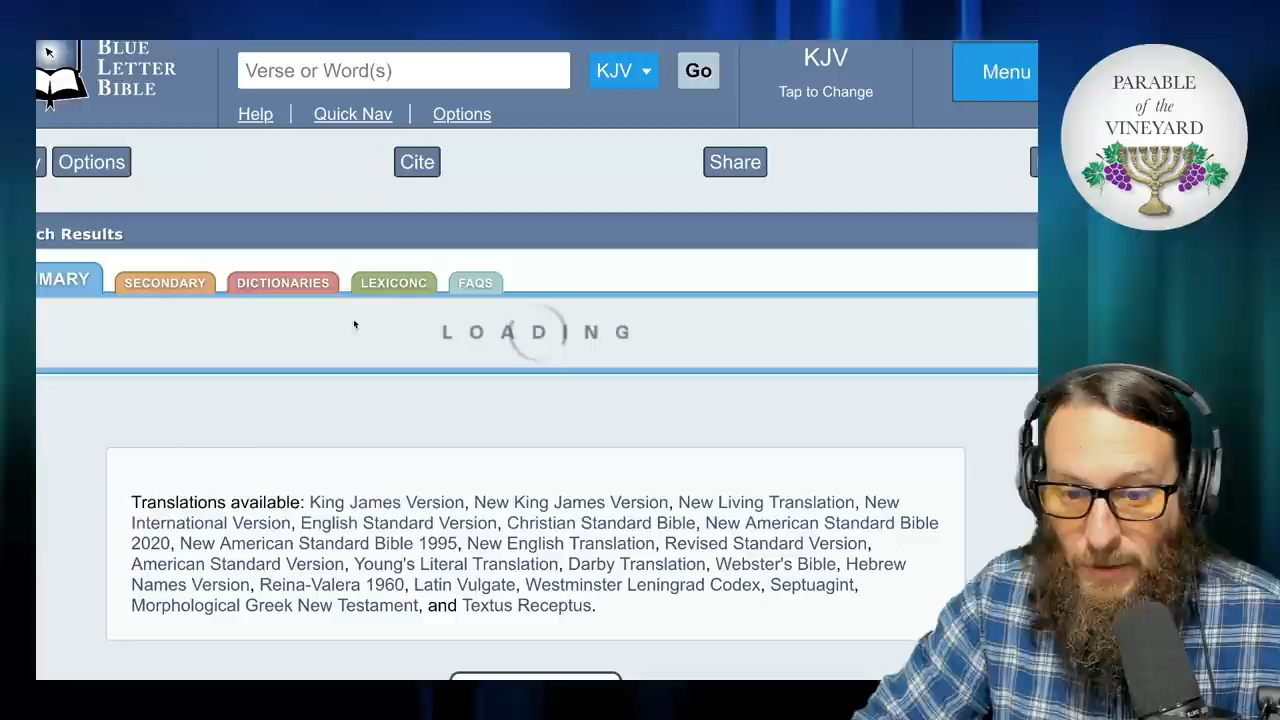 BLUE
LETTER
BIBLE
Verse or Word(s)
KJV
Go
KJV
Tap to Change
Menu
Help
Quick Nav
Options
y
Options
Cite
Share
ch Results
MARY
SECONDARY
DICTIONARIES
LEXICONC
FAQS
LOADING
Translations available: King James Version, New King James Version, New Living Translation, New
International Version, English Standard Version, Christian Standard Bible, New American Standard Bible
2020, New American Standard Bible 1995, New English Translation, Revised Standard Version,
American Standard Version, Young's Literal Translation, Darby Translation, Webster's Bible, Hebrew
Names Version, Reina-Valera 1960, Latin Vulgate, Westminster Leningrad Codex, Septuagint,
Morphological Greek New Testament, and Textus Receptus.
PARABLE
of the
VINEYARD